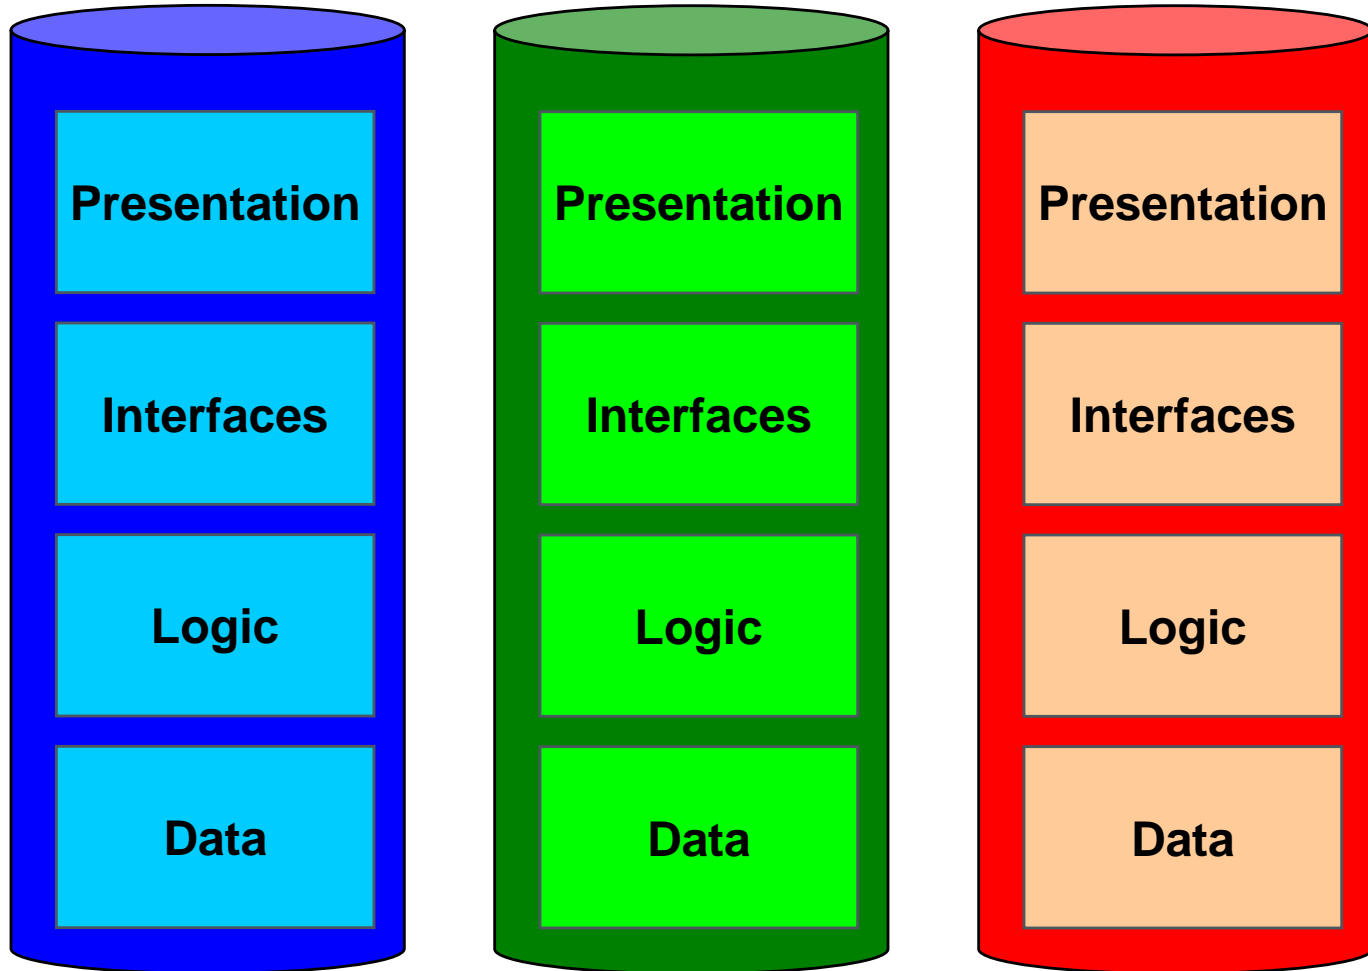 Presentation
Interfaces
Logic
Data
Presentation
Interfaces
Logic
Data
Presentation
Interfaces
Logic
Data